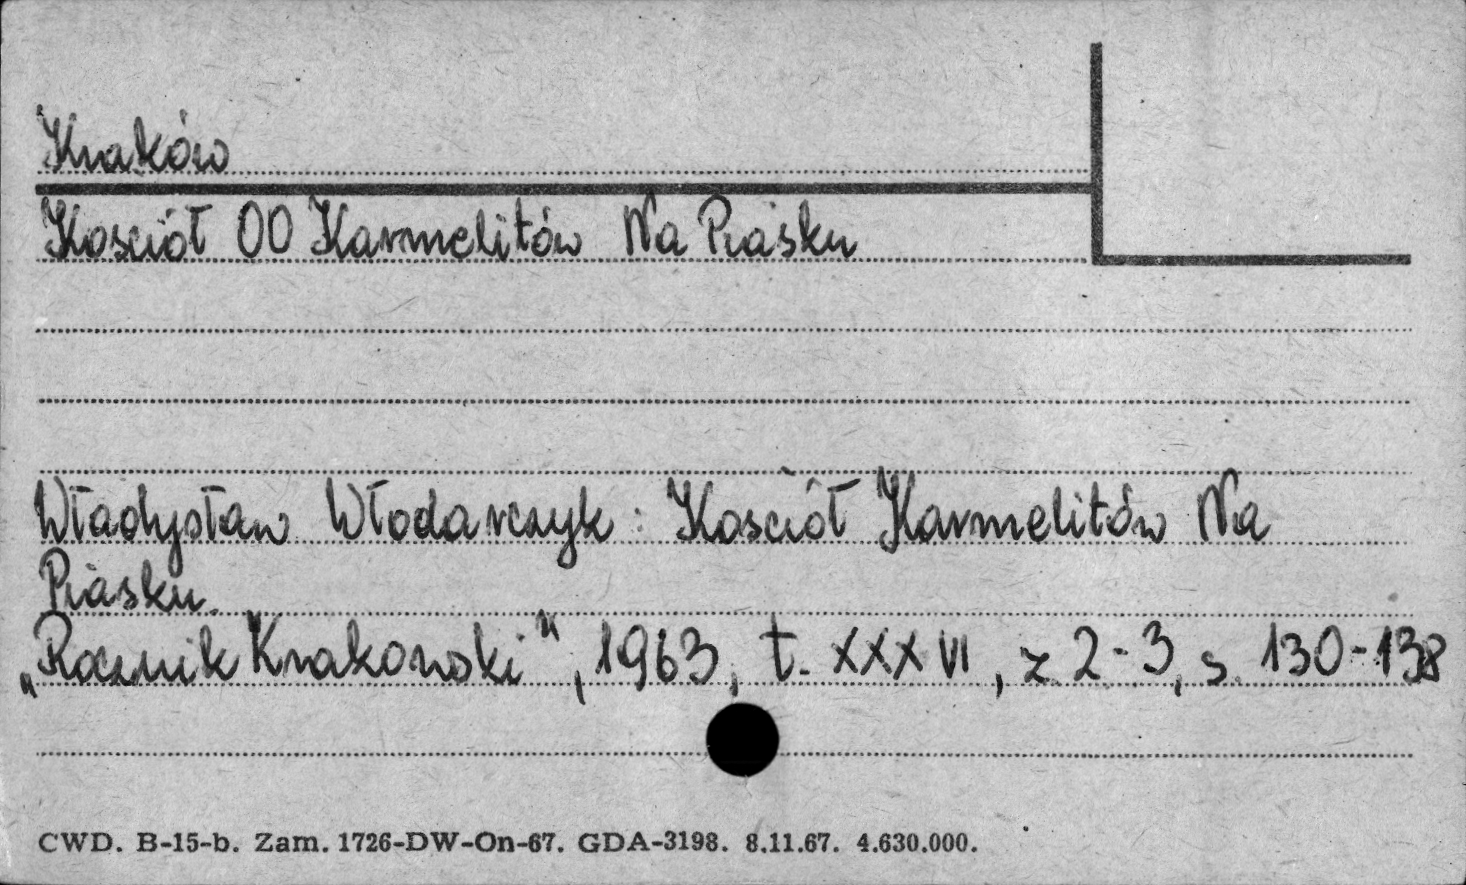 Kraków
Kościół OO Karmelitów Na Piasku
Władysław Włodarczyk: Kościół Karmelitów Na
Piasku.
„Rocznik Krakowski", 1963, t. XXXVI, z 2-3, s. 130-138
CWD. B-15-b. Zam. 1726-DW-On-67. GDA-3198. 8.11.67. 4.630.000.